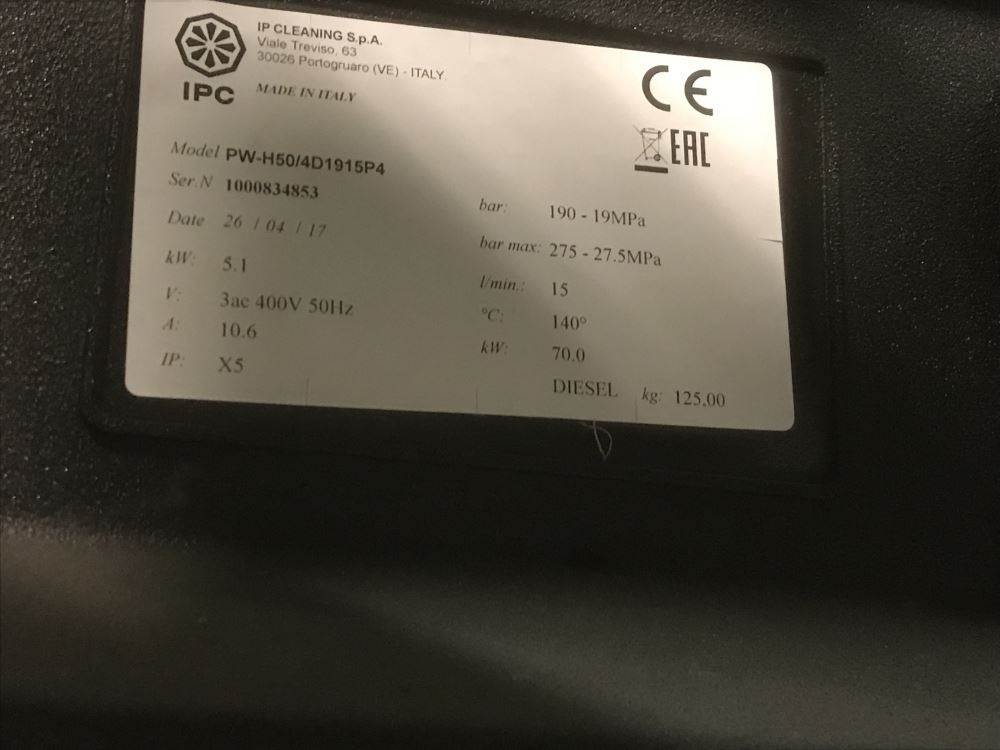 IP CLEANING S.p.A.
Viale Treviso, 63
30026 Portogruaro (VE) - ITALY.
IPC
MADE IN ITALY
CE
EAC
Model PW-H50/4D1915P4
Ser.N 1000834853
Date 26 / 04 / 17
kW: 5.1
V: 3ac 400V 50Hz
A: 10.6
IP: X5
bar: 190 - 19MPa
bar max: 275 - 27.5MPa
l/min.: 15
°C: 140°
kW: 70.0
DIESEL kg: 125,00